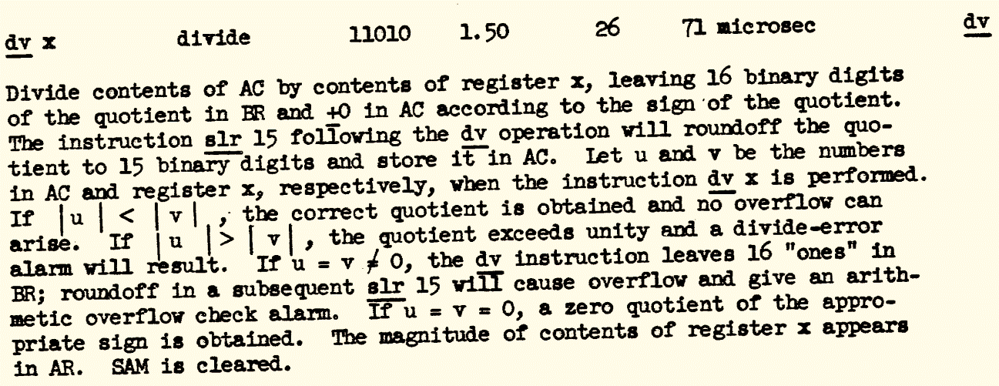 dv x divide 11010 1.50 26 71 microsec dv
Divide contents of AC by contents of register x, leaving 16 binary digits
of the quotient in BR and ±0 in AC according to the sign of the quotient.
The instruction slr 15 following the dv operation will roundoff the quo-
tient to 15 binary digits and store it in AC. Let u and v be the numbers
in AC and register x, respectively, when the instruction dv x is performed.
If |u| < |v|, the correct quotient is obtained and no overflow can
arise. If |u| > |v|, the quotient exceeds unity and a divide-error
alarm will result. If u = v ≠ 0, the dv instruction leaves 16 "ones" in
BR; roundoff in a subsequent slr 15 will cause overflow and give an arith-
metic overflow check alarm. If u = v = 0, a zero quotient of the appro-
priate sign is obtained. The magnitude of contents of register x appears
in AR. SAM is cleared.